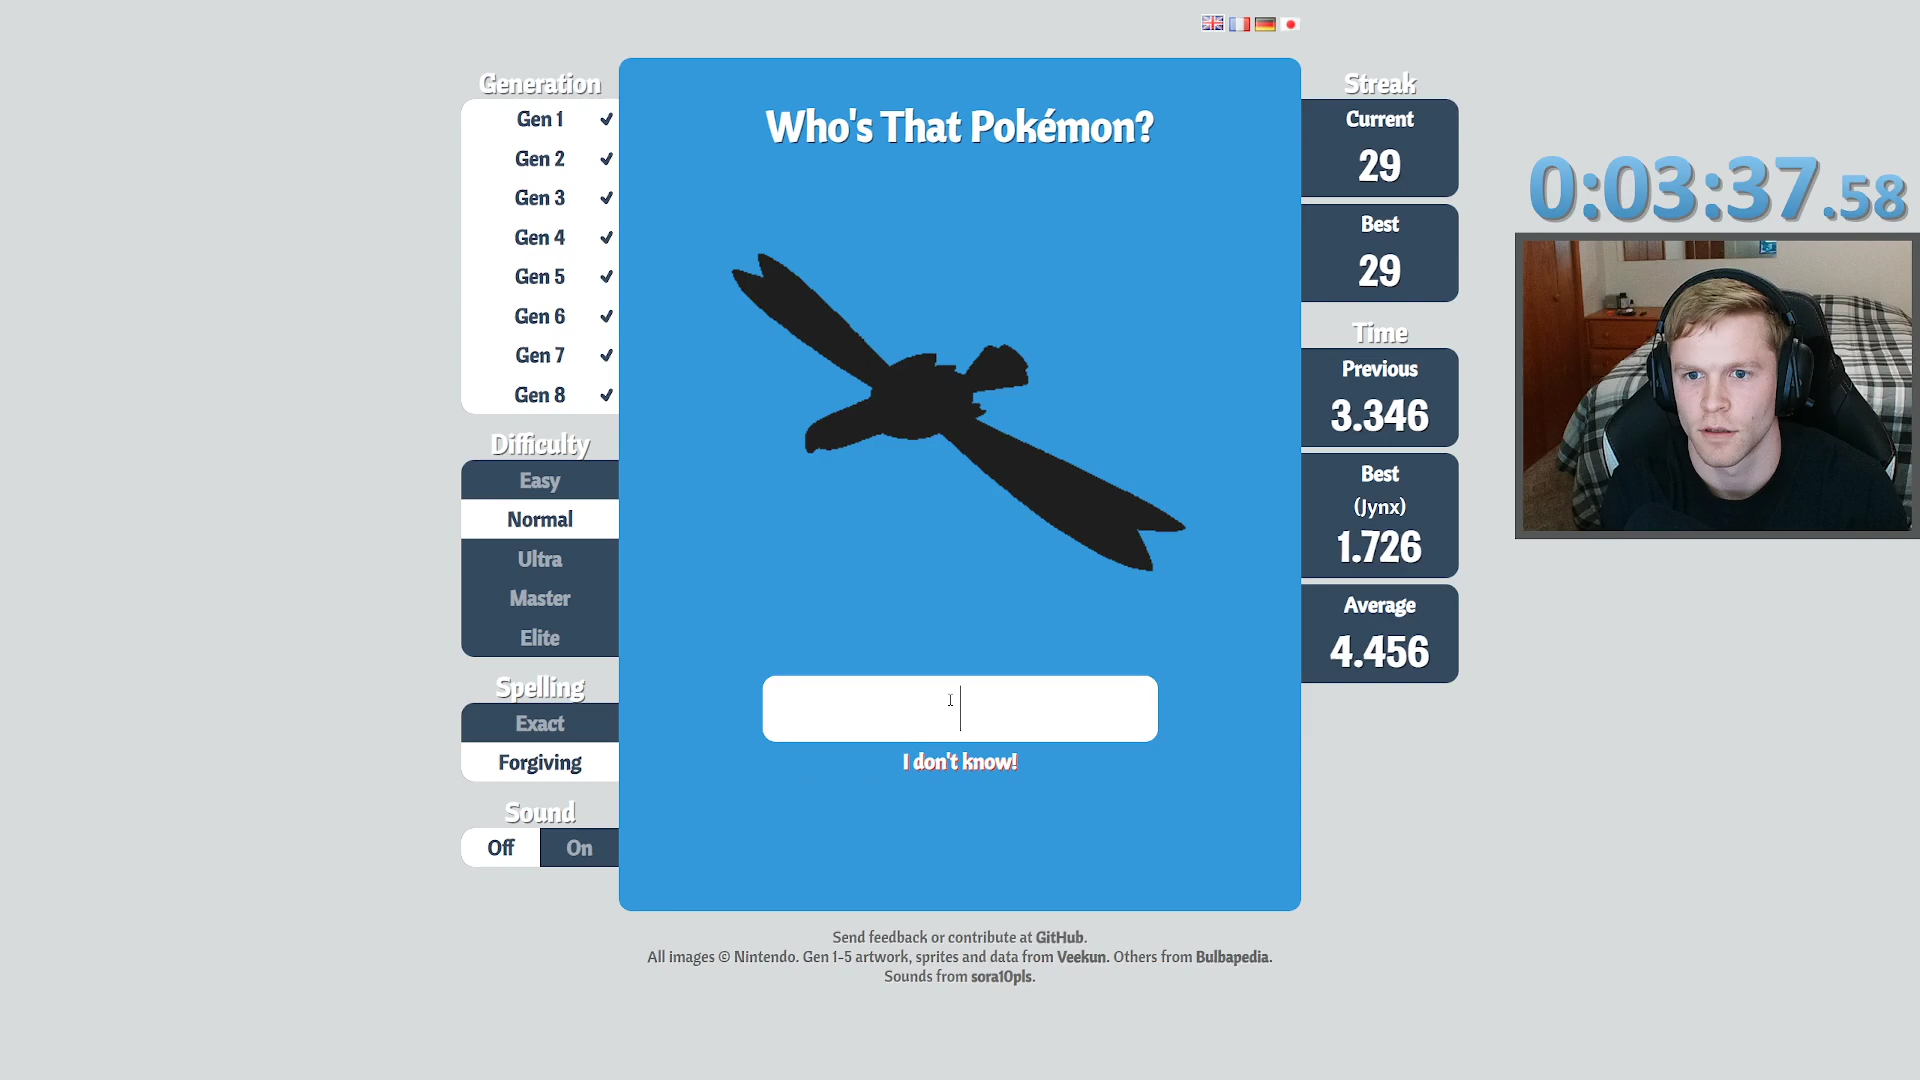 Generation
Gen 1
Gen 2
Gen 3
Gen 4
Gen 5
Gen 6
Gen 7
Gen 8
Difficulty
Easy
Normal
Ultra
Master
Elite
Spelling
Exact
Forgiving
Sound
Off On
Who's That Pokémon?
I don't know!
Streak
Current
29
Best
29
Time
Previous
3.346
Best
(Jynx)
1.726
Average
4.456
0:03:37.58
Send feedback or contribute at GitHub.
All images © Nintendo. Gen 1-5 artwork, sprites and data from Veekun. Others from Bulbapedia.
Sounds from sora10pls.